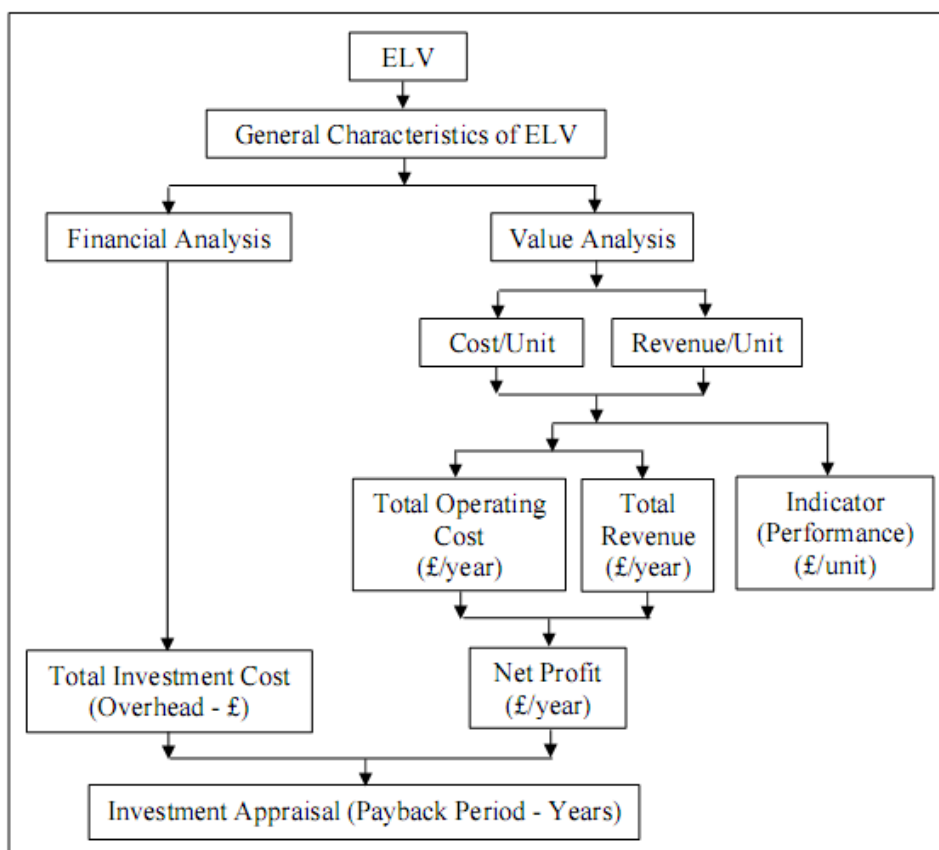 ELV
General Characteristics of ELV
Financial Analysis
Value Analysis
Cost/Unit
Revenue/Unit
Total Operating
Cost
(£/year)
Total
Revenue
(£/year)
Indicator
(Performance)
(£/unit)
Total Investment Cost
(Overhead - £)
Net Profit
(£/year)
Investment Appraisal (Payback Period - Years)